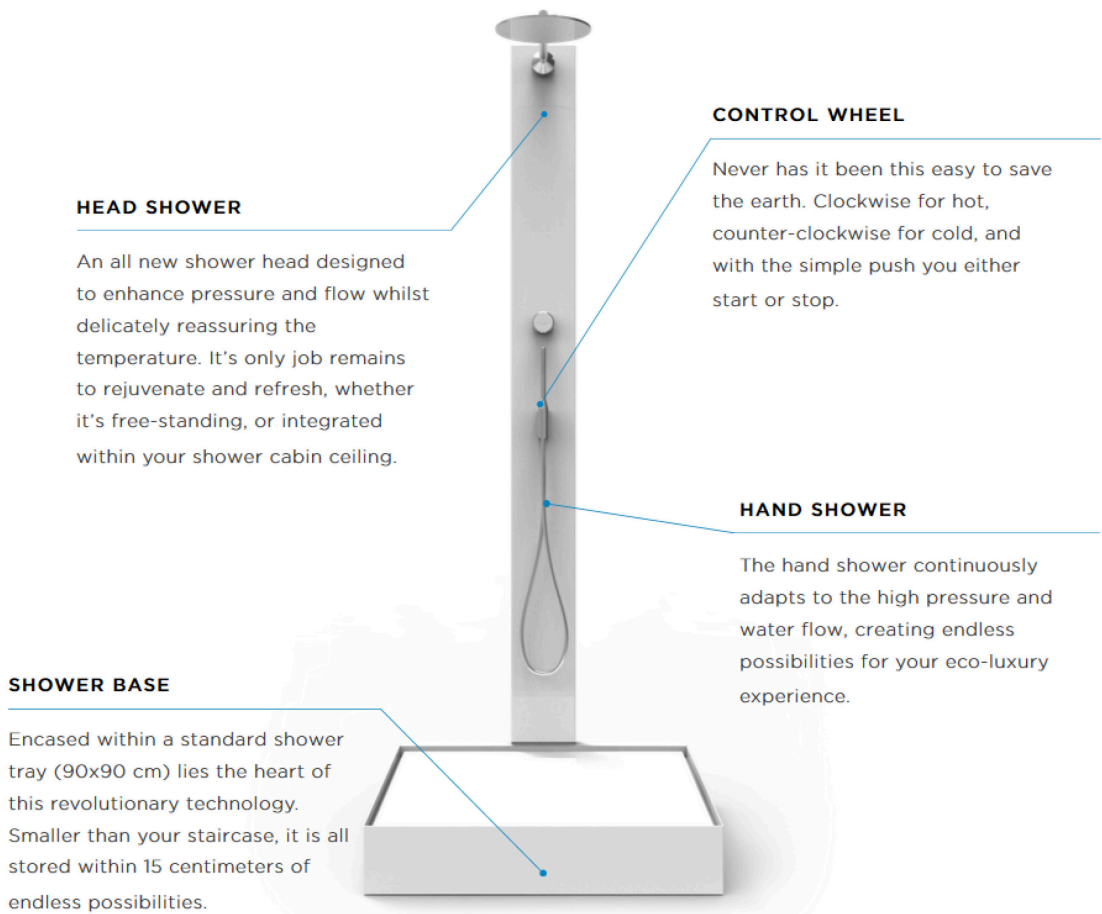 HEAD SHOWER
An all new shower head designed
to enhance pressure and flow whilst
delicately reassuring the
temperature. It's only job remains
to rejuvenate and refresh, whether
it's free-standing, or integrated
within your shower cabin ceiling.
CONTROL WHEEL
Never has it been this easy to save
the earth. Clockwise for hot,
counter-clockwise for cold, and
with the simple push you either
start or stop.
HAND SHOWER
The hand shower continuously
adapts to the high pressure and
water flow, creating endless
possibilities for your eco-luxury
experience.
SHOWER BASE
Encased within a standard shower
tray (90x90 cm) lies the heart of
this revolutionary technology.
Smaller than your staircase, it is all
stored within 15 centimeters of
endless possibilities.